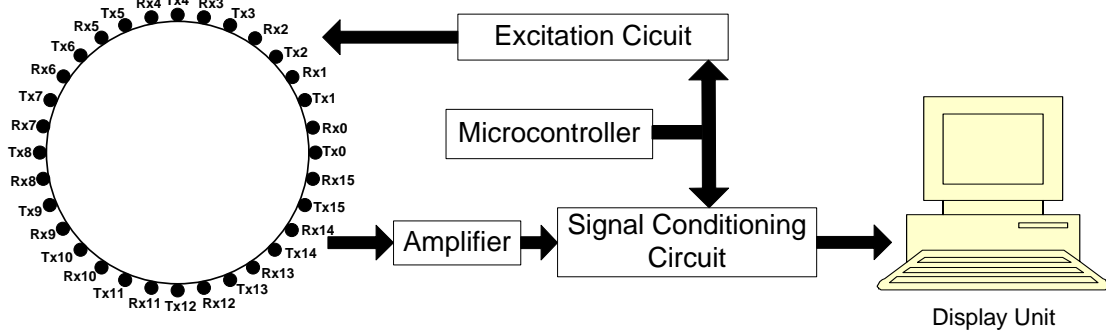 Tx4
Rx4
Rx3
Tx5
Tx3
Rx5
Rx2
Tx6
Tx2
Rx6
Rx1
Tx7
Tx1
Rx7
Rx0
Tx8
Tx0
Rx8
Rx15
Tx9
Tx15
Rx9
Rx14
Tx10
Tx14
Rx10
Rx13
Tx11
Tx13
Rx11
Tx12
Rx12
Excitation Cicuit
Microcontroller
Amplifier
Signal Conditioning
Circuit
Display Unit